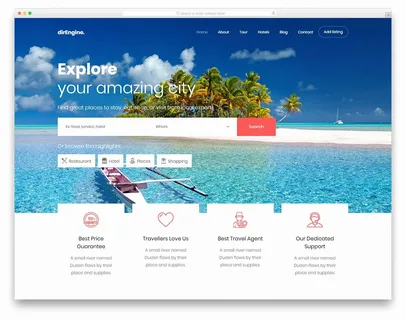 dirEngine.
Home About Tour Hotels Blog Contact Add listing
Explore
your amazing city
Find great places to stay, eat, shop, or visit from local experts
Ex: food, service, hotel Where Search
Or browse the highlights
Restaurant Hotel Places Shopping
Best Price
Guarantee
A small river named
Duden flows by their
place and supplies.
Travellers Love Us
A small river named
Duden flows by their
place and supplies.
Best Travel Agent
A small river named
Duden flows by their
place and supplies.
Our Dedicated
Support
A small river named
Duden flows by their
place and supplies.